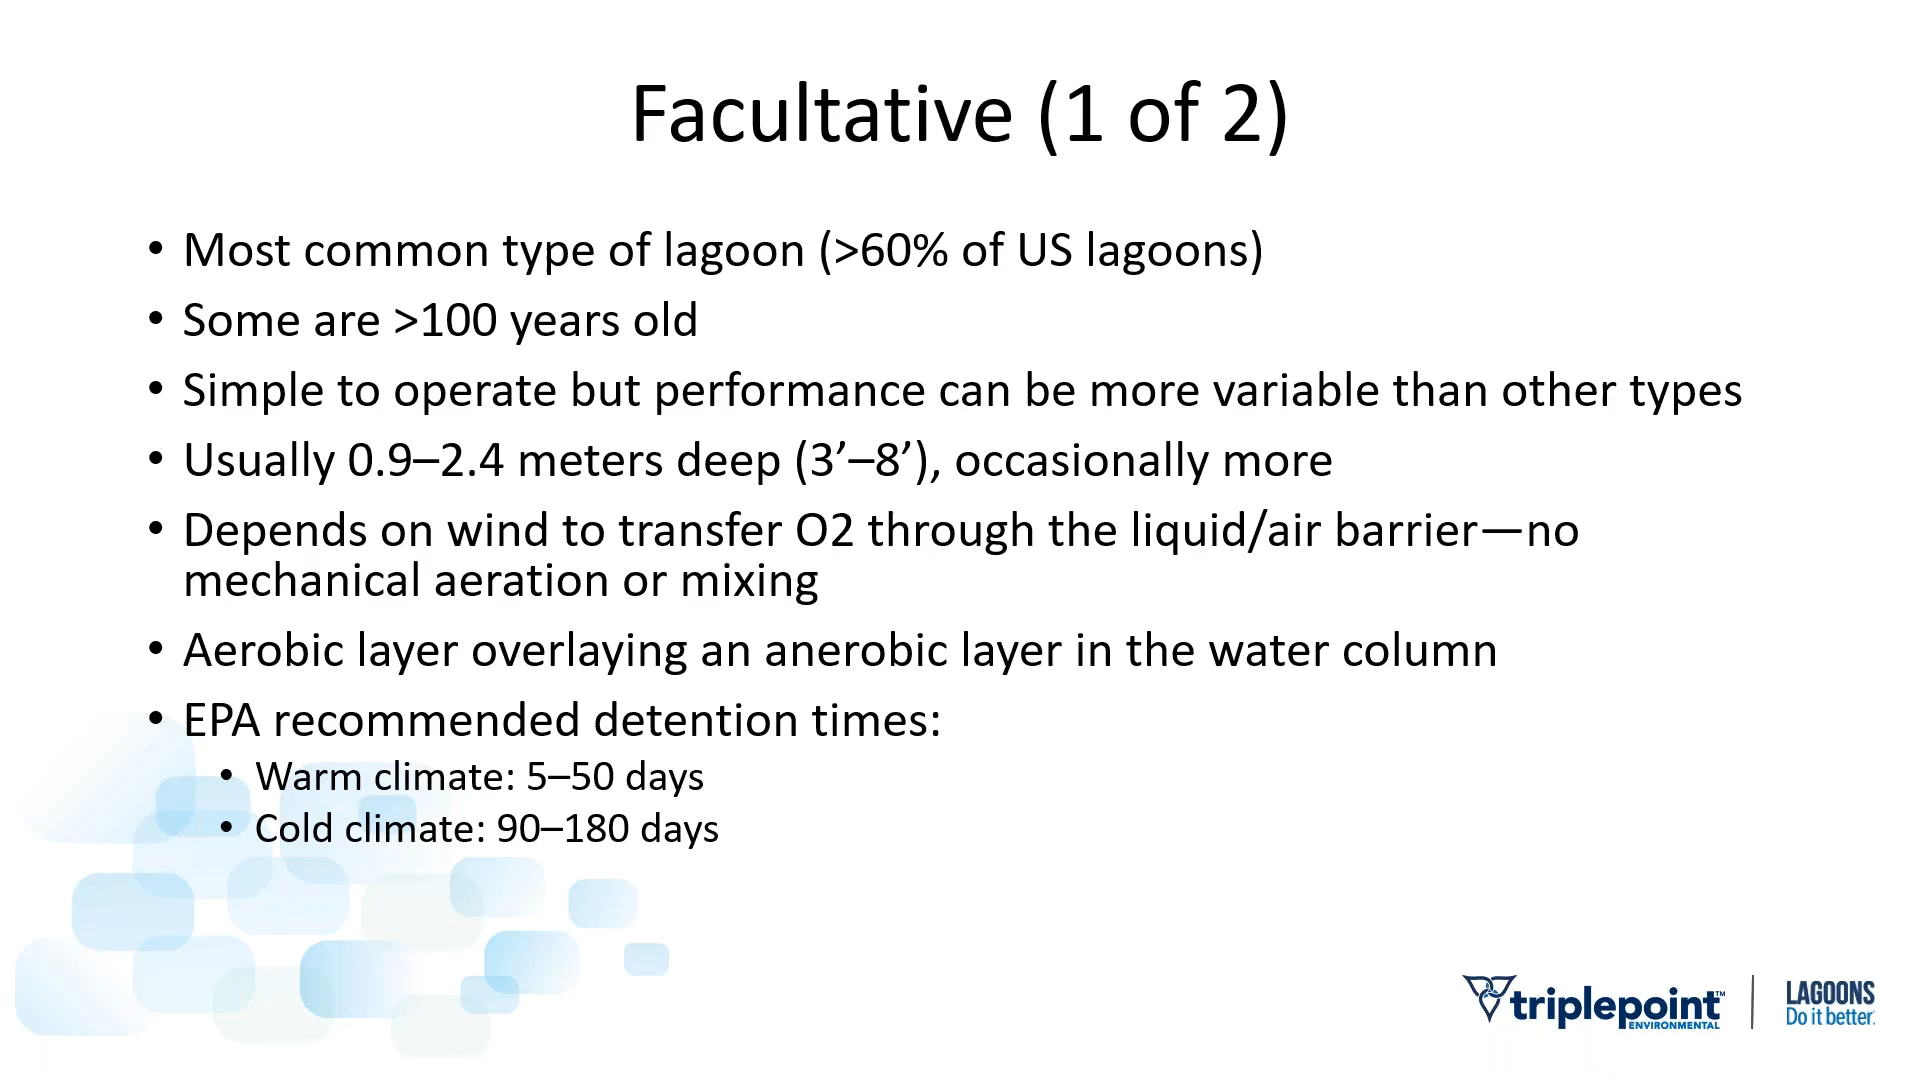 Facultative (1 of 2)
• Most common type of lagoon (>60% of US lagoons)
• Some are >100 years old
• Simple to operate but performance can be more variable than other types
• Usually 0.9–2.4 meters deep (3’–8’), occasionally more
• Depends on wind to transfer O2 through the liquid/air barrier—no
mechanical aeration or mixing
• Aerobic layer overlaying an anerobic layer in the water column
• EPA recommended detention times:
• Warm climate: 5–50 days
• Cold climate: 90–180 days
triplepoint™
ENVIRONMENTAL
LAGOONS
Do it better.